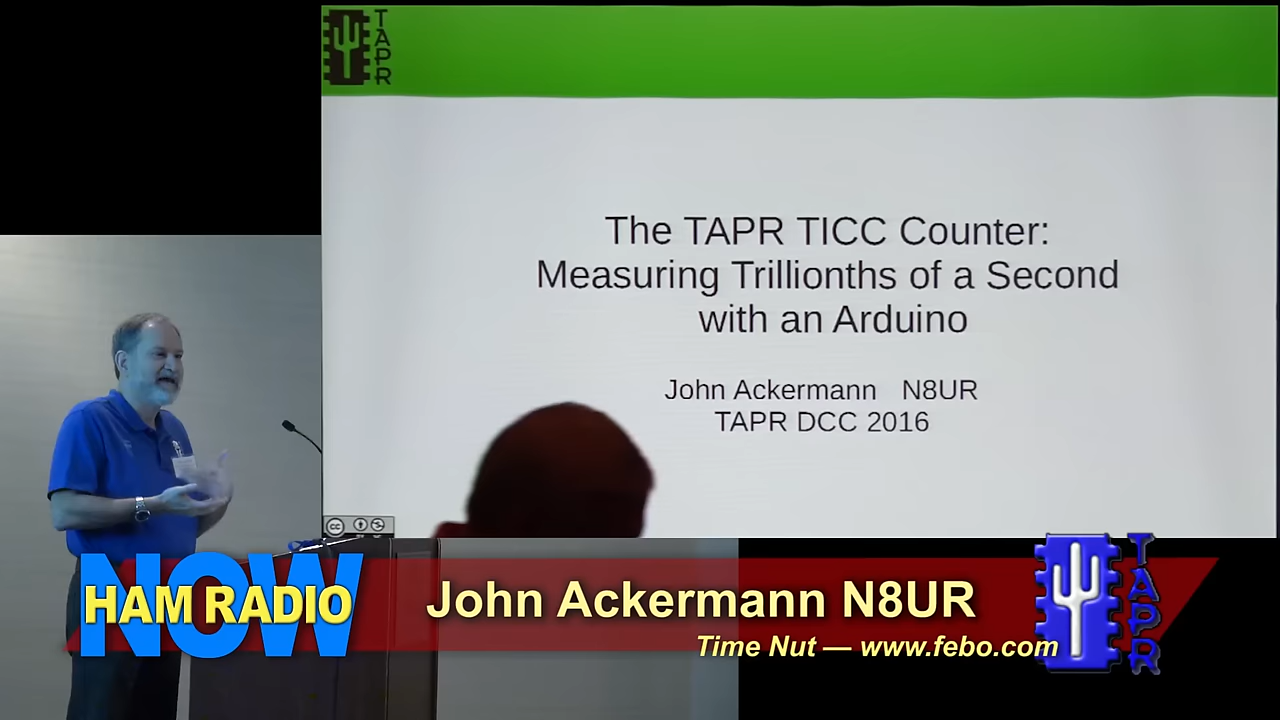 TAPR
The TAPR TICC Counter:
Measuring Trillionths of a Second
with an Arduino
John Ackermann N8UR
TAPR DCC 2016
cc
NOW
HAM RADIO
John Ackermann N8UR
Time Nut — www.febo.com
TAPR